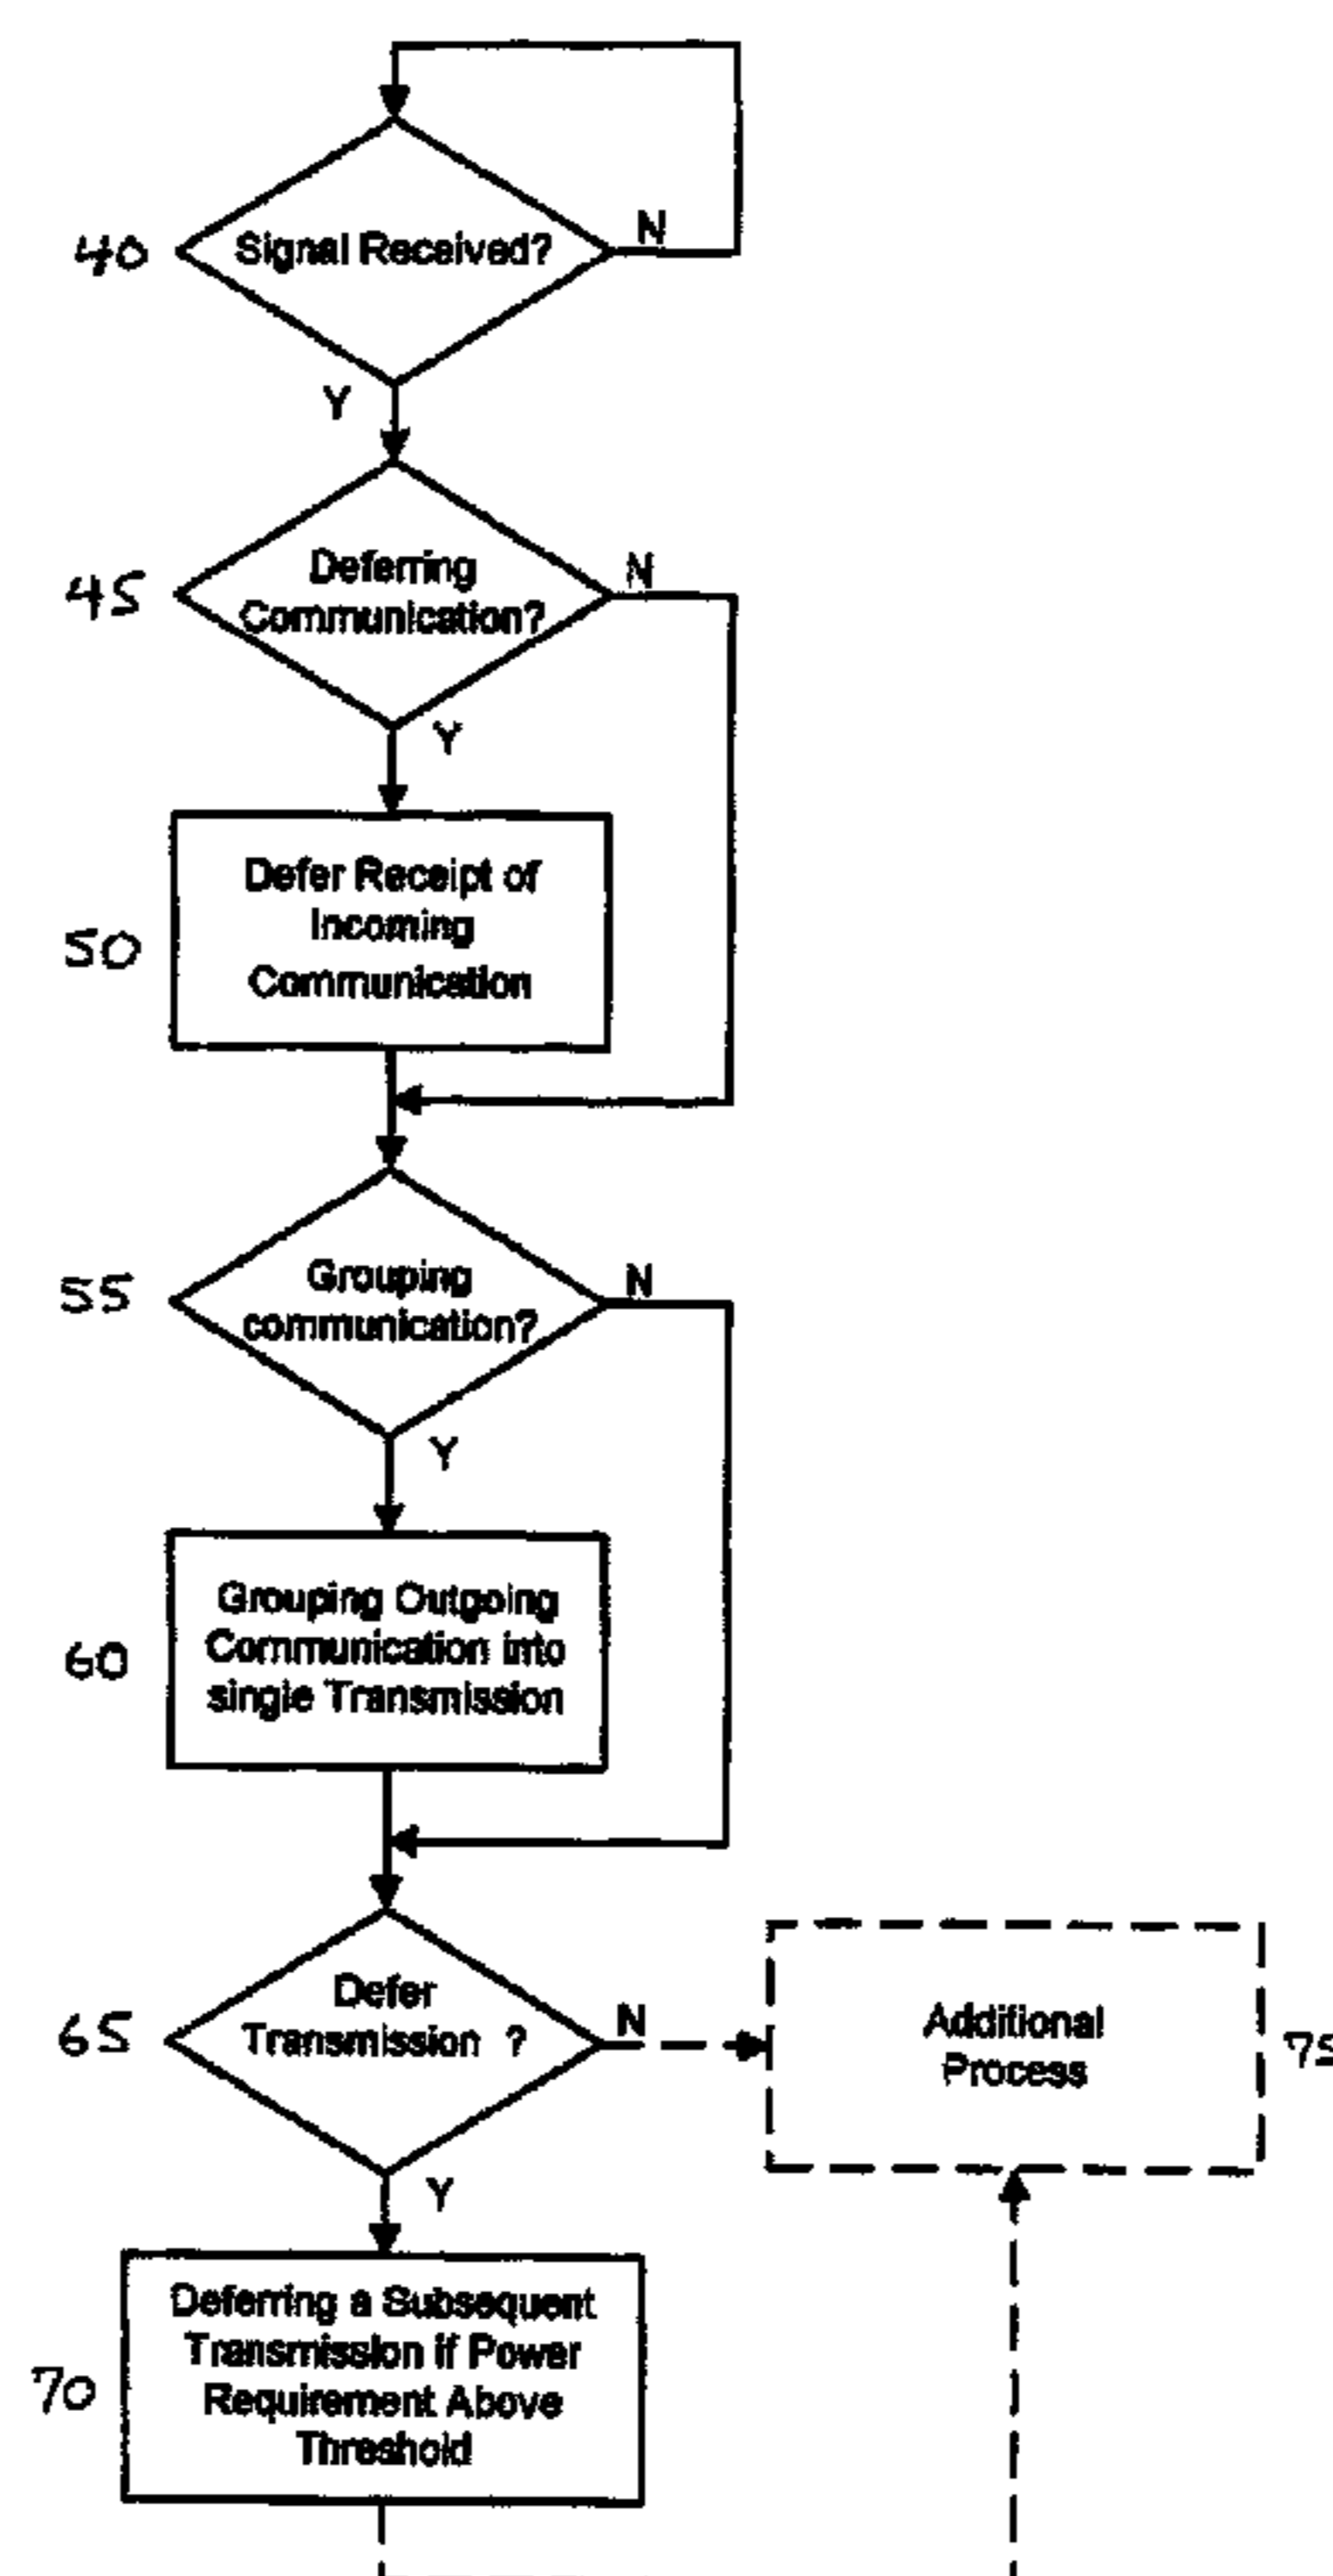 40
Signal Received?
N
Y
45
Deferring
Communication?
N
Y
50
Defer Receipt of
Incoming
Communication
55
Grouping
communication?
N
Y
60
Grouping Outgoing
Communication into
single Transmission
65
Defer
Transmission ?
N
Additional
Process
75
Y
70
Deferring a Subsequent
Transmission if Power
Requirement Above
Threshold